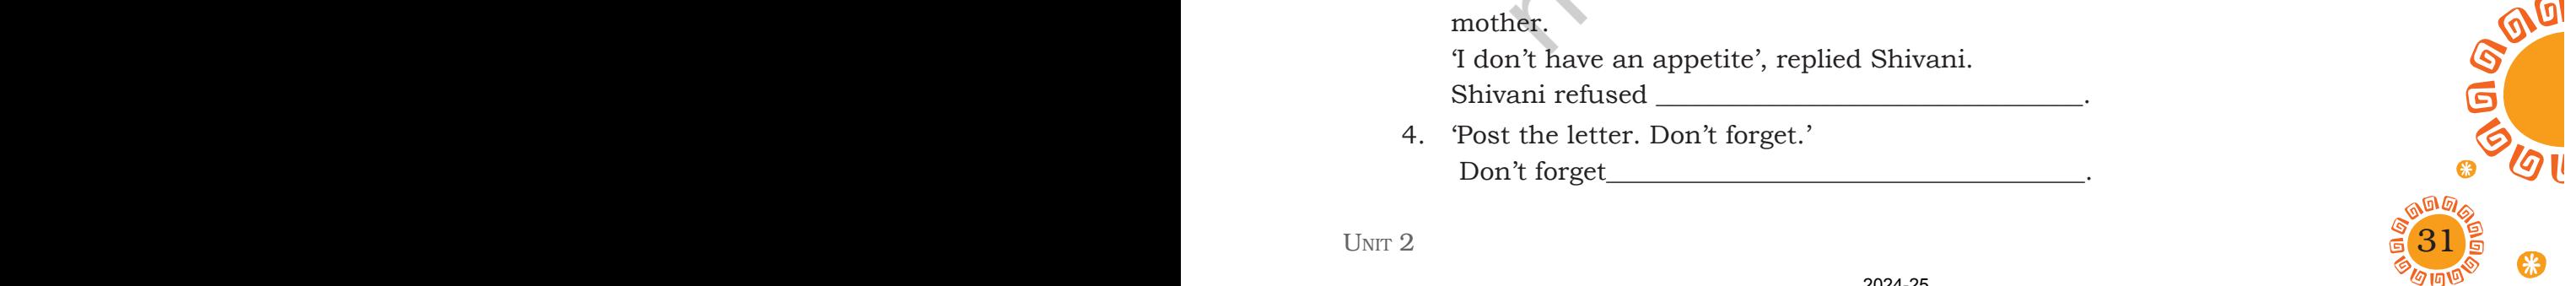 mother.
‘I don’t have an appetite’, replied Shivani.
Shivani refused ______________________________.
4. ‘Post the letter. Don’t forget.’
Don’t forget__________________________________.
UNIT 2
31
2024-25